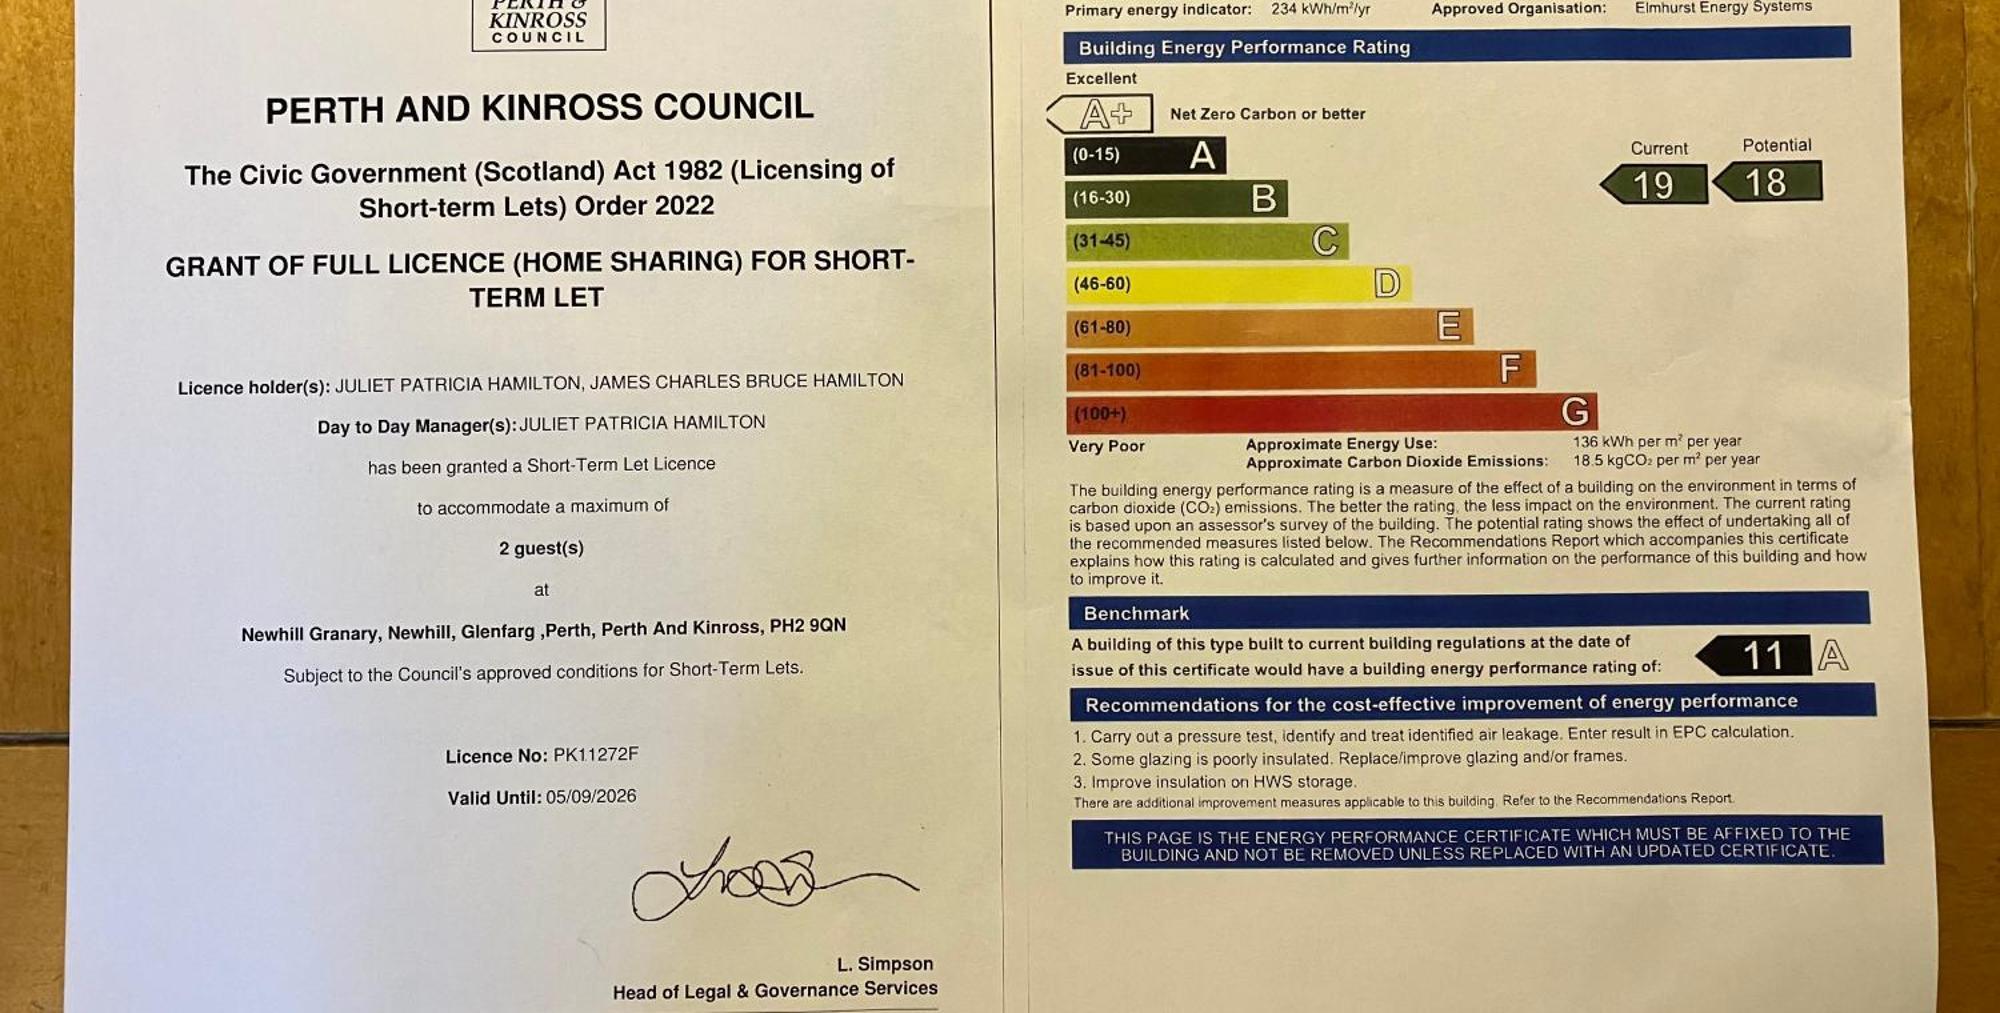 PERTH &
KINROSS
COUNCIL
PERTH AND KINROSS COUNCIL
The Civic Government (Scotland) Act 1982 (Licensing of
Short-term Lets) Order 2022
GRANT OF FULL LICENCE (HOME SHARING) FOR SHORT-
TERM LET
Licence holder(s): JULIET PATRICIA HAMILTON, JAMES CHARLES BRUCE HAMILTON
Day to Day Manager(s): JULIET PATRICIA HAMILTON
has been granted a Short-Term Let Licence
to accommodate a maximum of
2 guest(s)
at
Newhill Granary, Newhill, Glenfarg ,Perth, Perth And Kinross, PH2 9QN
Subject to the Council's approved conditions for Short-Term Lets.
Licence No: PK11272F
Valid Until: 05/09/2026
L. Simpson
Head of Legal & Governance Services
Primary energy indicator: 234 kWh/m²/yr Approved Organisation: Elmhurst Energy Systems
Building Energy Performance Rating
Excellent
A+ Net Zero Carbon or better
Current Potential
(0-15) A
19 18
(16-30) B
(31-45) C
(46-60) D
(61-80) E
(81-100) F
(100+) G
Very Poor Approximate Energy Use: 136 kWh per m² per year
Approximate Carbon Dioxide Emissions: 18.5 kgCO₂ per m² per year
The building energy performance rating is a measure of the effect of a building on the environment in terms of
carbon dioxide (CO₂) emissions. The better the rating, the less impact on the environment. The current rating
is based upon an assessor's survey of the building. The potential rating shows the effect of undertaking all of
the recommended measures listed below. The Recommendations Report which accompanies this certificate
explains how this rating is calculated and gives further information on the performance of this building and how
to improve it.
Benchmark
A building of this type built to current building regulations at the date of
issue of this certificate would have a building energy performance rating of: 11 A
Recommendations for the cost-effective improvement of energy performance
1. Carry out a pressure test, identify and treat identified air leakage. Enter result in EPC calculation.
2. Some glazing is poorly insulated. Replace/improve glazing and/or frames.
3. Improve insulation on HWS storage.
There are additional improvement measures applicable to this building. Refer to the Recommendations Report.
THIS PAGE IS THE ENERGY PERFORMANCE CERTIFICATE WHICH MUST BE AFFIXED TO THE
BUILDING AND NOT BE REMOVED UNLESS REPLACED WITH AN UPDATED CERTIFICATE.